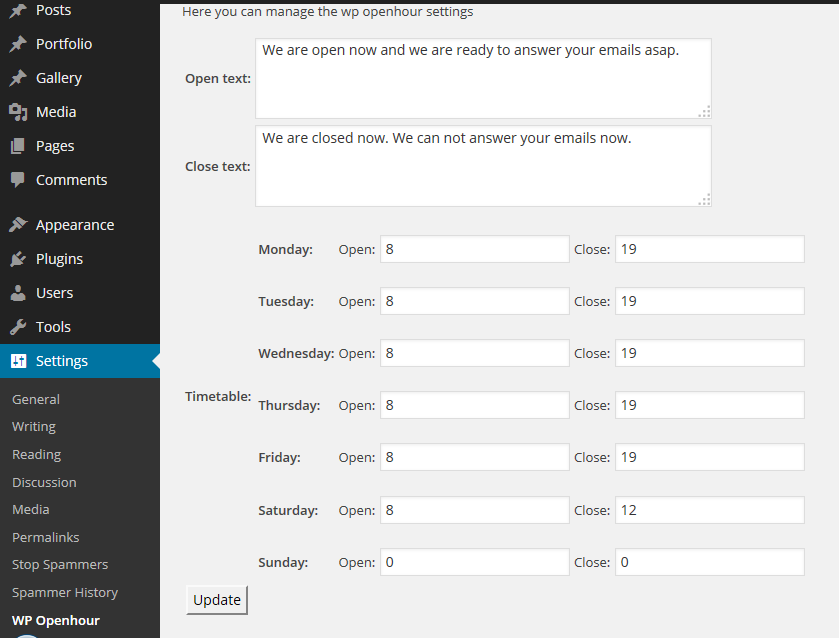 Posts
Portfolio
Gallery
Media
Pages
Comments
Appearance
Plugins
Users
Tools
Settings
General
Writing
Reading
Discussion
Media
Permalinks
Stop Spammers
Spammer History
WP Openhour
Here you can manage the wp openhour settings
Open text: We are open now and we are ready to answer your emails asap.
Close text: We are closed now. We can not answer your emails now.
Timetable:
Monday: Open: 8 Close: 19
Tuesday: Open: 8 Close: 19
Wednesday: Open: 8 Close: 19
Thursday: Open: 8 Close: 19
Friday: Open: 8 Close: 19
Saturday: Open: 8 Close: 12
Sunday: Open: 0 Close: 0
Update